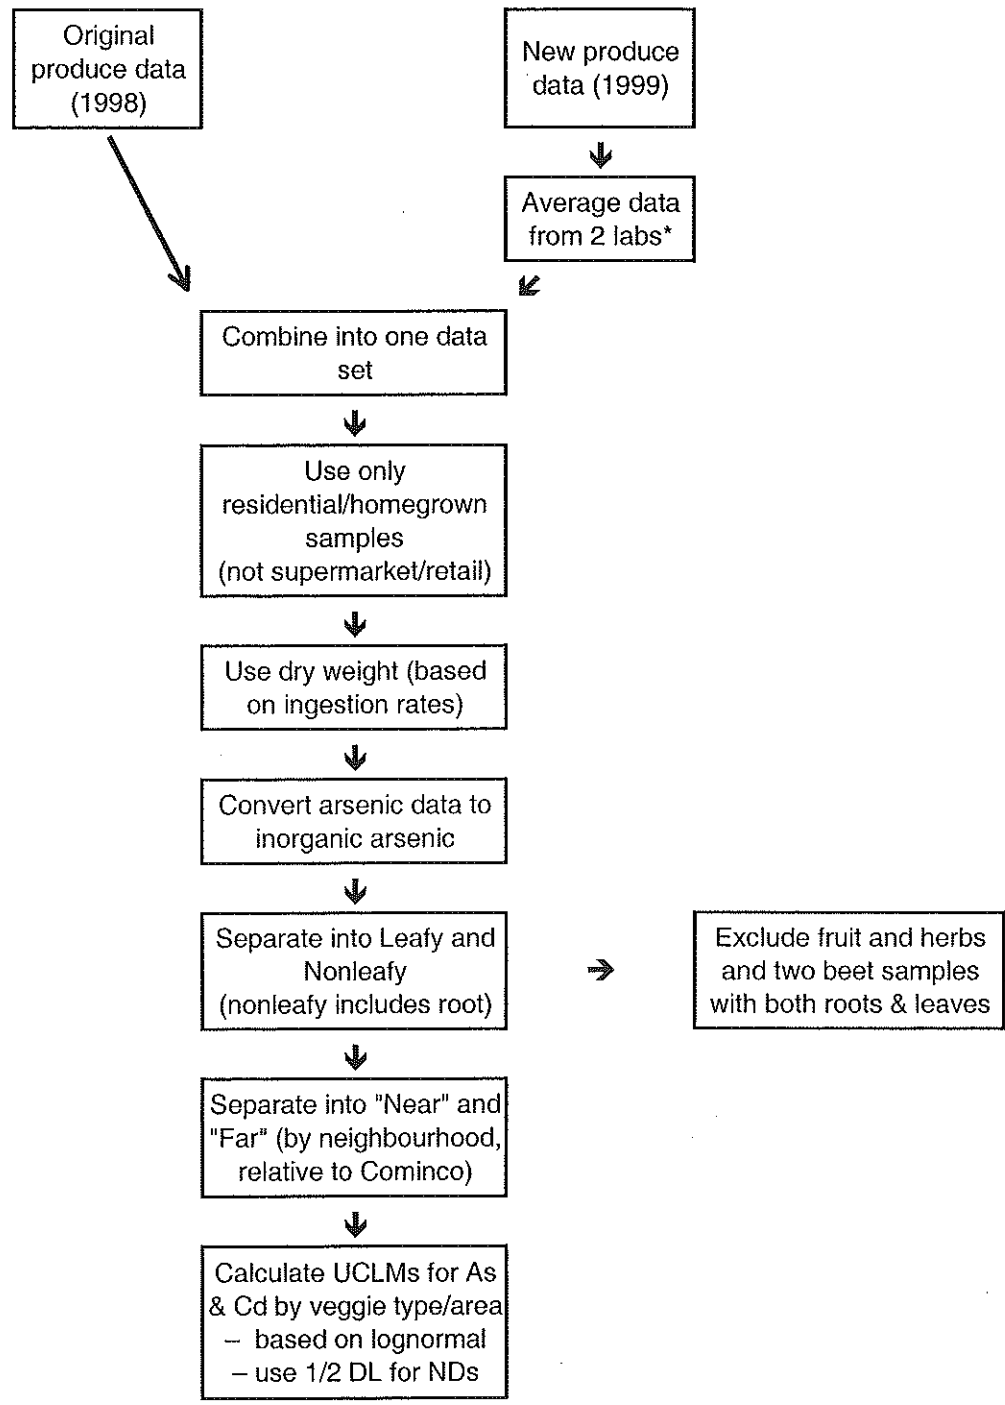 Original
produce data
(1998)
New produce
data (1999)
Average data
from 2 labs*
Combine into one data
set
Use only
residential/homegrown
samples
(not supermarket/retail)
Use dry weight (based
on ingestion rates)
Convert arsenic data to
inorganic arsenic
Separate into Leafy and
Nonleafy
(nonleafy includes root)
Exclude fruit and herbs
and two beet samples
with both roots & leaves
Separate into "Near" and
"Far" (by neighbourhood,
relative to Cominco)
Calculate UCLMs for As
& Cd by veggie type/area
– based on lognormal
– use 1/2 DL for NDs